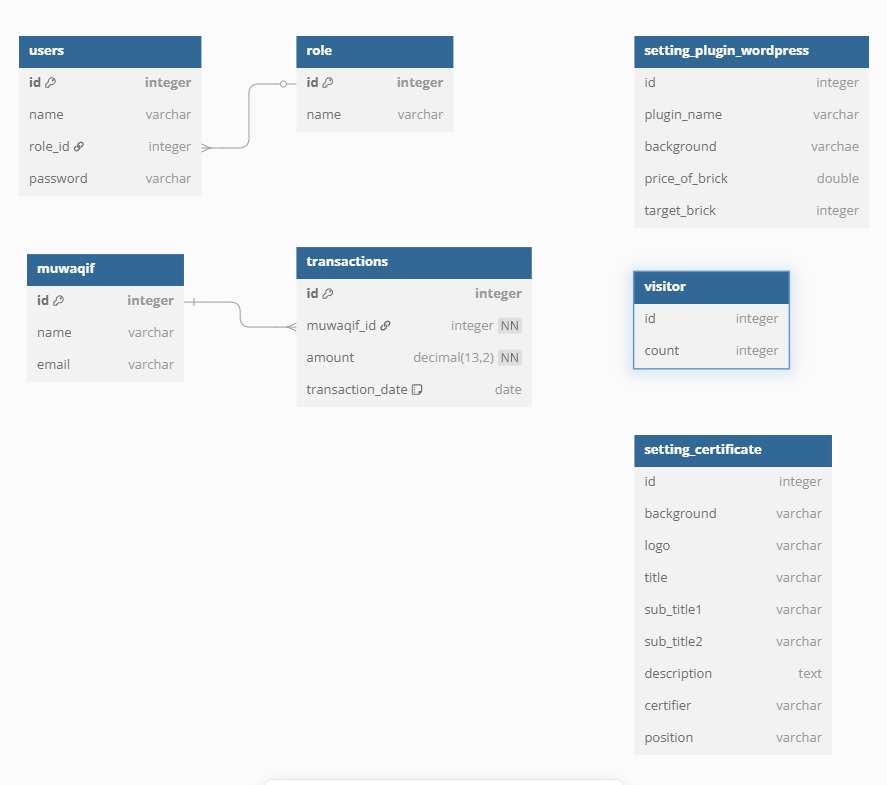 users
id integer
name varchar
role_id integer
password varchar
role
id integer
name varchar
setting_plugin_wordpress
id integer
plugin_name varchar
background varchae
price_of_brick double
target_brick integer
muwaqif
id integer
name varchar
email varchar
transactions
id integer
muwaqif_id integer NN
amount decimal(13,2) NN
transaction_date date
visitor
id integer
count integer
setting_certificate
id integer
background varchar
logo varchar
title varchar
sub_title1 varchar
sub_title2 varchar
description text
certifier varchar
position varchar